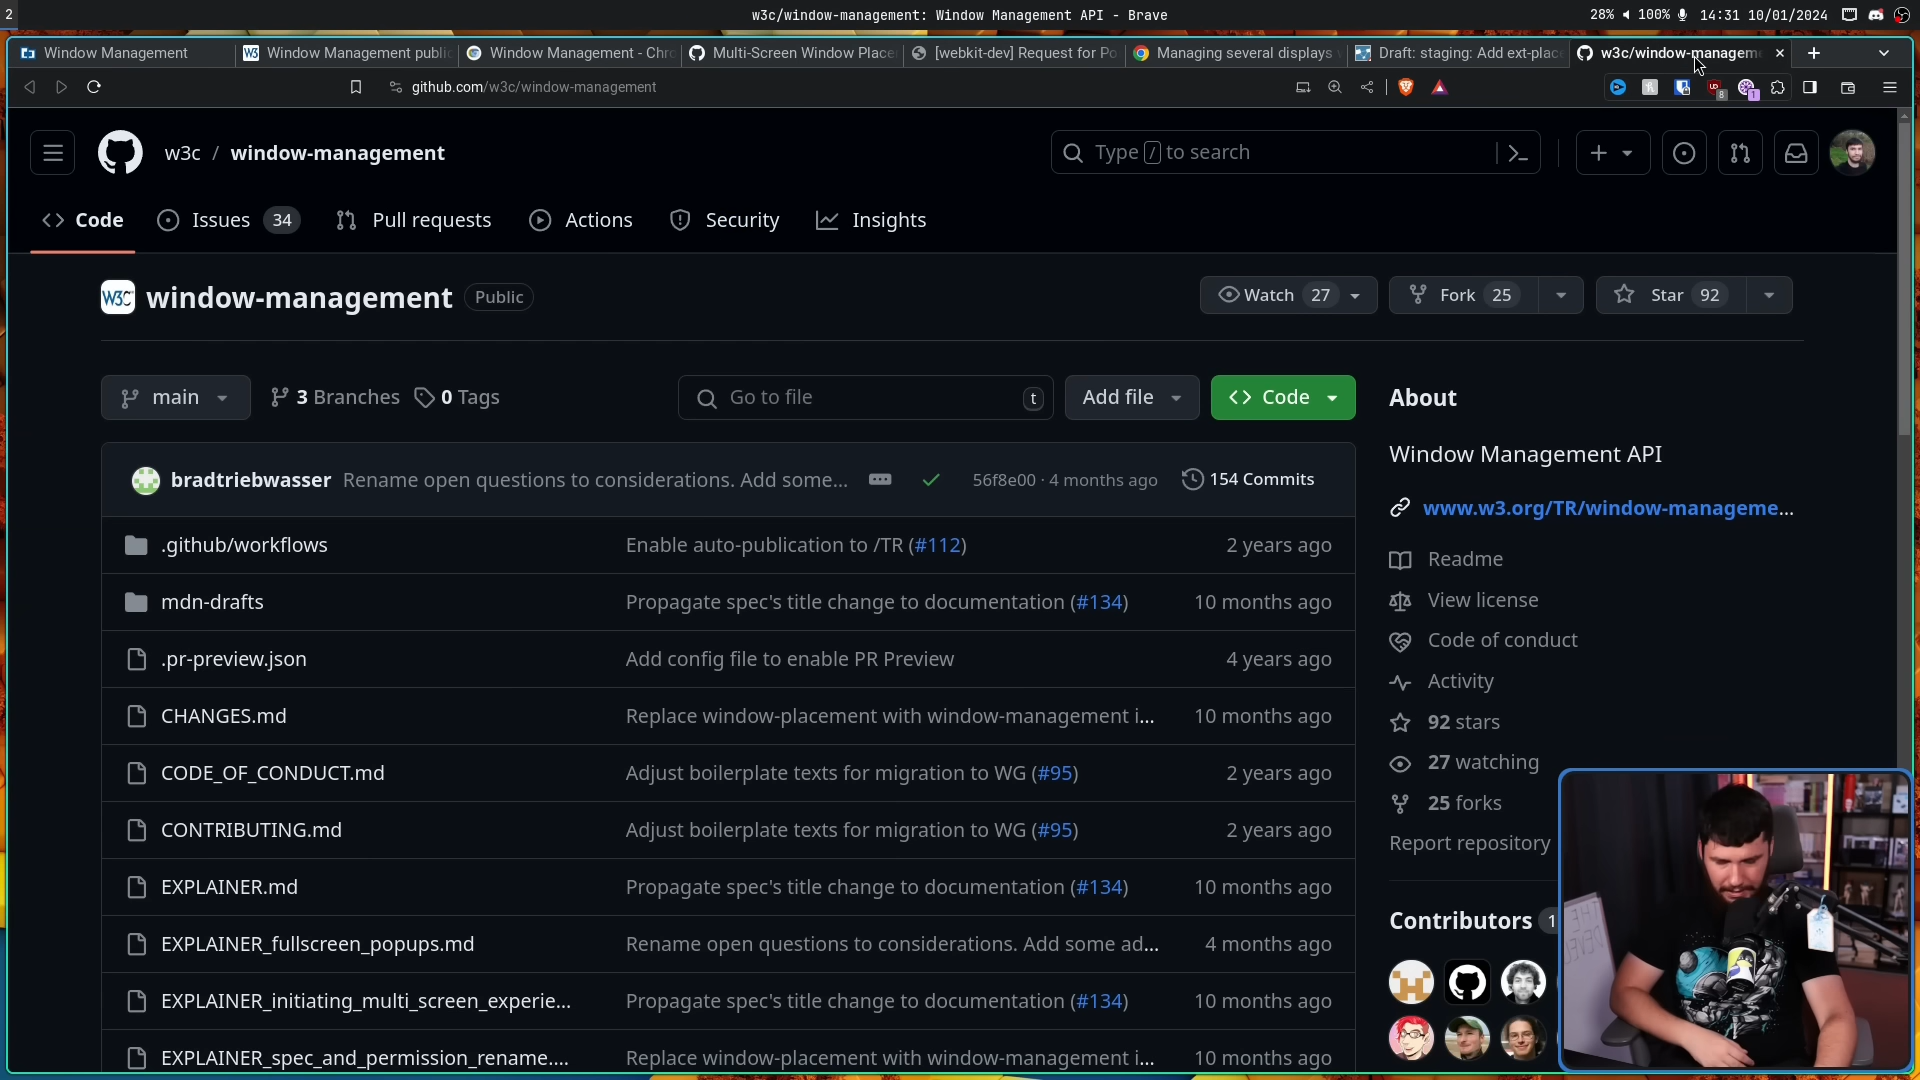 2
w3c/window-management: Window Management API - Brave
28% 100% 14:31 10/01/2024
Window Management
Window Management public
Window Management - Chro
Multi-Screen Window Place
[webkit-dev] Request for Po
Managing several displays
Draft: staging: Add ext-place
w3c/window-managem
github.com/w3c/window-management
8
1
w3c / window-management
Type / to search
Code
Issues 34
Pull requests
Actions
Security
Insights
W3C
window-management
Public
Watch 27
Fork 25
Star 92
main
3 Branches
0 Tags
Go to file
t
Add file
Code
About
Window Management API
www.w3.org/TR/window-manageme...
Readme
View license
Code of conduct
Activity
92 stars
27 watching
25 forks
Report repository
Contributors 1
bradtriebwasser Rename open questions to considerations. Add some... 56f8e00 · 4 months ago 154 Commits
.github/workflows Enable auto-publication to /TR (#112) 2 years ago
mdn-drafts Propagate spec's title change to documentation (#134) 10 months ago
.pr-preview.json Add config file to enable PR Preview 4 years ago
CHANGES.md Replace window-placement with window-management i... 10 months ago
CODE_OF_CONDUCT.md Adjust boilerplate texts for migration to WG (#95) 2 years ago
CONTRIBUTING.md Adjust boilerplate texts for migration to WG (#95) 2 years ago
EXPLAINER.md Propagate spec's title change to documentation (#134) 10 months ago
EXPLAINER_fullscreen_popups.md Rename open questions to considerations. Add some ad... 4 months ago
EXPLAINER_initiating_multi_screen_experie... Propagate spec's title change to documentation (#134) 10 months ago
EXPLAINER_spec_and_permission_rename.... Replace window-placement with window-management i... 10 months ago